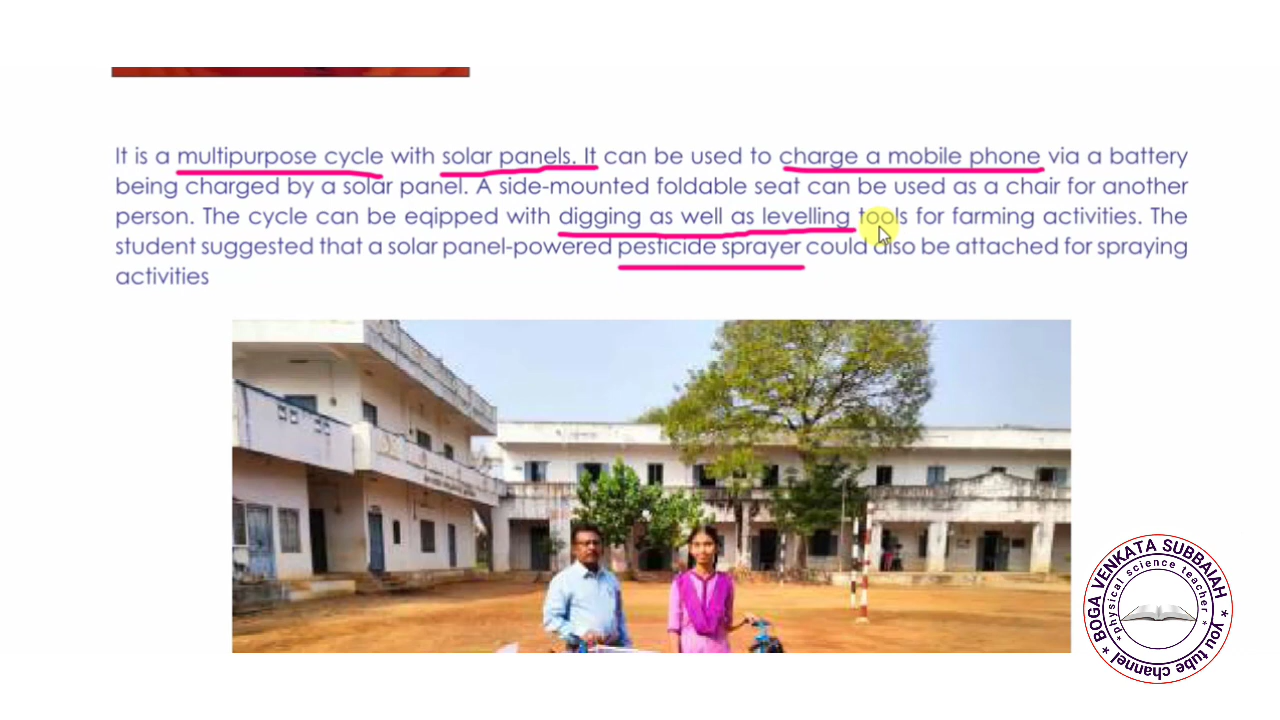 It is a multipurpose cycle with solar panels. It can be used to charge a mobile phone via a battery
being charged by a solar panel. A side-mounted foldable seat can be used as a chair for another
person. The cycle can be eqipped with digging as well as levelling tools for farming activities. The
student suggested that a solar panel-powered pesticide sprayer could also be attached for spraying
activities
* BOGA VENKATA SUBBAIAH * you tube channel
*physical science teacher*